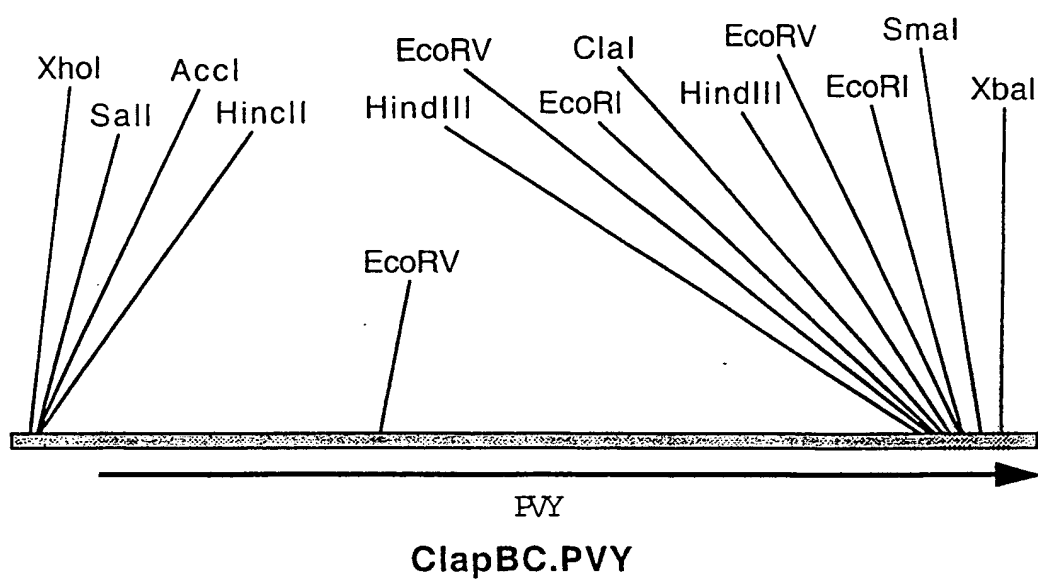 XhoI
SalI
AccI
HincII
EcoRV
HindIII
EcoRV
EcoRI
ClaI
HindIII
EcoRV
EcoRI
SmaI
XbaI
PVY
ClapBC.PVY